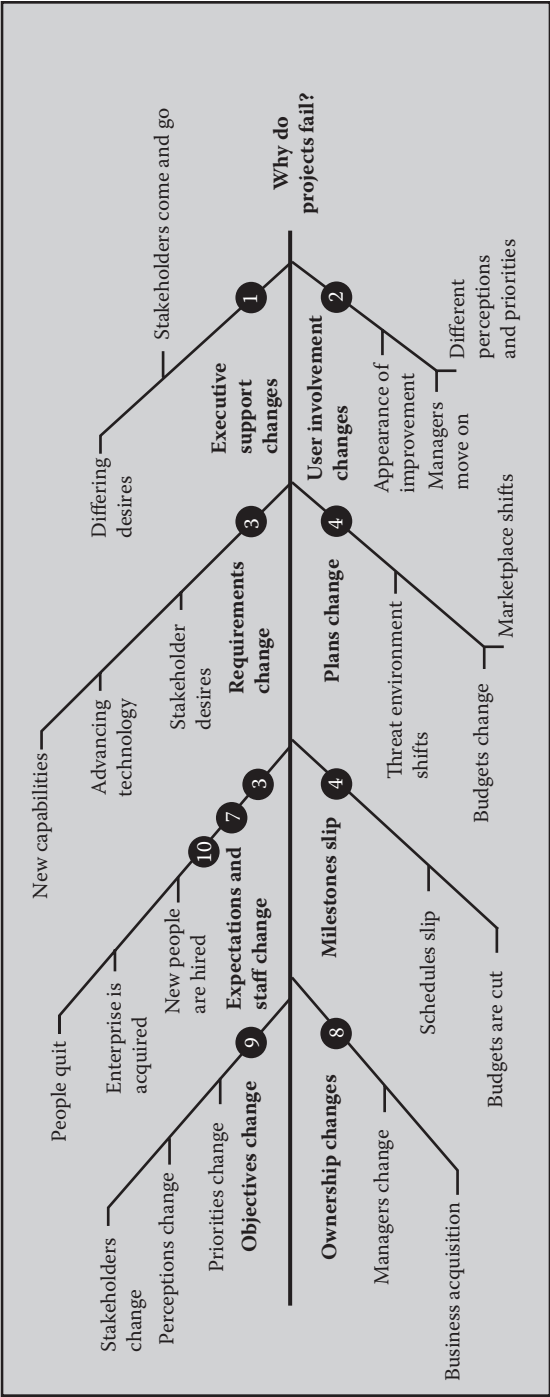 Stakeholders
change
Perceptions change
Priorities change
Objectives change
9
People quit
Enterprise is
acquired
New people
are hired
Expectations and
staff change
10
7
3
New capabilities
Advancing
technology
Stakeholder
desires
Requirements
change
3
Differing
desires
Stakeholders come and go
Executive
support
changes
1
Why do
projects fail?
Ownership changes
8
Managers change
Business acquisition
Milestones slip
4
Schedules slip
Budgets are cut
Plans change
4
Threat environment
shifts
Budgets change
Marketplace shifts
User involvement
changes
2
Appearance of
improvement
Managers
move on
Different
perceptions
and priorities